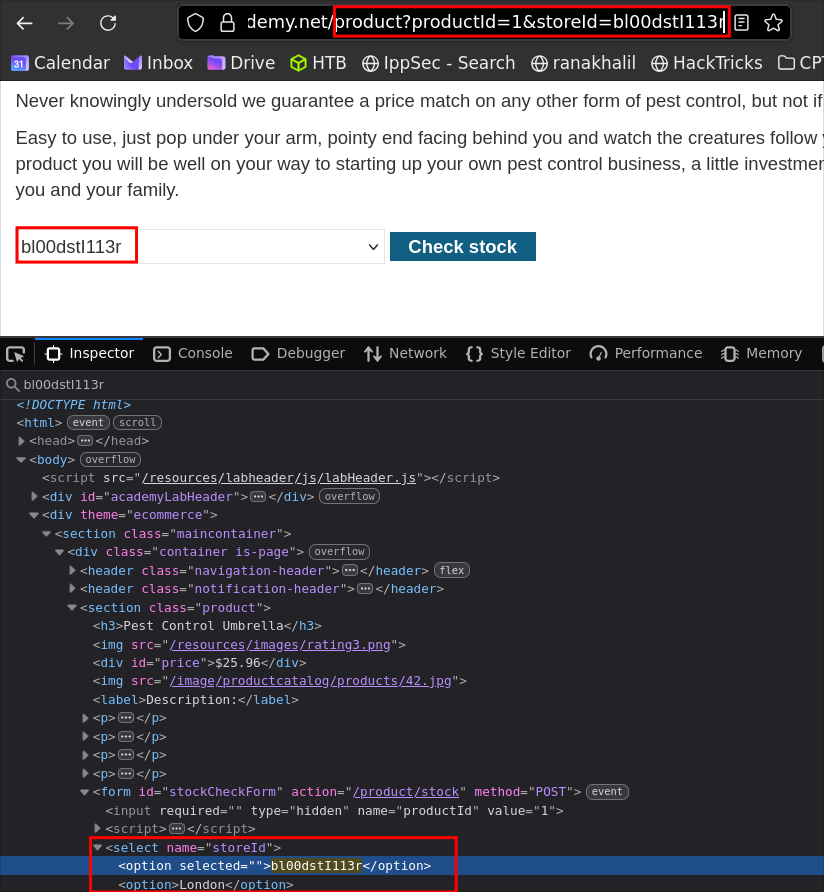 demy.net/product?productId=1&storeId=bl00dstI113r
31 Calendar Inbox Drive HTB IppSec - Search ranakhalil HackTricks CPT
Never knowingly undersold we guarantee a price match on any other form of pest control, but not if
Easy to use, just pop under your arm, pointy end facing behind you and watch the creatures follow
product you will be well on your way to starting up your own pest control business, a little investmen
you and your family.
bl00dstI113r Check stock
Inspector Console Debugger Network Style Editor Performance Memory
bl00dstI113r
<!DOCTYPE html>
<html> event scroll
<head> ••• </head>
<body> overflow
<script src="/resources/labheader/js/labHeader.js"></script>
<div id="academyLabHeader"> ••• </div> overflow
<div theme="ecommerce">
<section class="maincontainer">
<div class="container is-page"> overflow
<header class="navigation-header"> ••• </header> flex
<header class="notification-header"> ••• </header>
<section class="product">
<h3>Pest Control Umbrella</h3>
<img src="/resources/images/rating3.png">
<div id="price">$25.96</div>
<img src="/image/productcatalog/products/42.jpg">
<label>Description:</label>
<p> ••• </p>
<p> ••• </p>
<p> ••• </p>
<p> ••• </p>
<form id="stockCheckForm" action="/product/stock" method="POST"> event
<input required="" type="hidden" name="productId" value="1">
<script> ••• </script>
<select name="storeId">
<option selected="">bl00dstI113r</option>
<option>London</option>